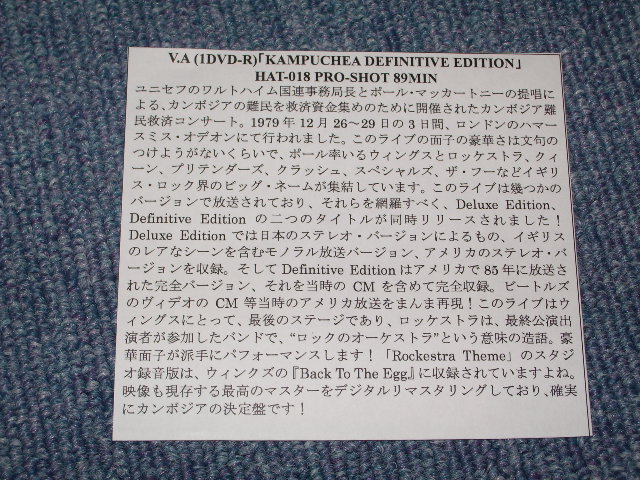 V.A (1DVD-R)「KAMPUCHEA DEFINITIVE EDITION」
HAT-018 PRO-SHOT 89MIN
ユニセフのワルトハイム国連事務局長とポール・マッカートニーの提唱に
よる、カンボジアの難民を救済資金集めのために開催されたカンボジア難
民救済コンサート。1979 年 12 月 26～29 日の 3 日間、ロンドンのハマー
スミス・オデオンにて行われました。このライブの面子の豪華さは文句の
つけようがないくらいで、ポール率いるウィングスとロッケストラ、クィ
ーン、プリテンダーズ、クラッシュ、スペシャルズ、ザ・フーなどイギリ
ス・ロック界のビッグ・ネームが集結しています。このライブは幾つかの
バージョンで放送されており、それらを網羅すべく、Deluxe Edition、
Definitive Edition の二つのタイトルが同時リリースされました！
Deluxe Edition では日本のステレオ・バージョンによるもの、イギリス
のレアなシーンを含むモノラル放送バージョン、アメリカのステレオ・バ
ージョンを収録。そして Definitive Edition はアメリカで 85 年に放送さ
れた完全バージョン、それを当時の CM を含めて完全収録。ビートルズ
のヴィデオの CM 等当時のアメリカ放送をまんま再現！このライブはウ
ィングスにとって、最後のステージであり、ロッケストラは、最終公演出
演者が参加したバンドで、“ロックのオーケストラ”という意味の造語。豪
華面子が派手にパフォーマンスします！「Rockestra Theme」のスタジ
オ録音版は、ウィンクズの『Back To The Egg』に収録されていますよね。
映像も現存する最高のマスターをデジタルリマスタリングしており、確実
にカンボジアの決定盤です！